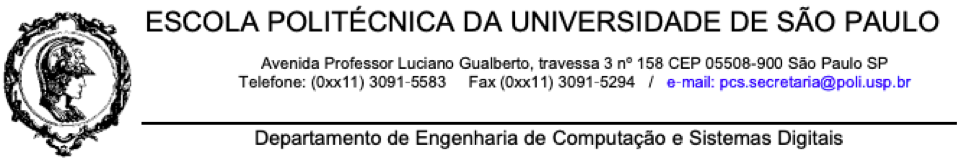 ESCOLA POLITÉCNICA DA UNIVERSIDADE DE SÃO PAULO
Avenida Professor Luciano Gualberto, travessa 3 nº 158 CEP 05508-900 São Paulo SP
Telefone: (0xx11) 3091-5583 Fax (0xx11) 3091-5294 / e-mail: pcs.secretaria@poli.usp.br
Departamento de Engenharia de Computação e Sistemas Digitais